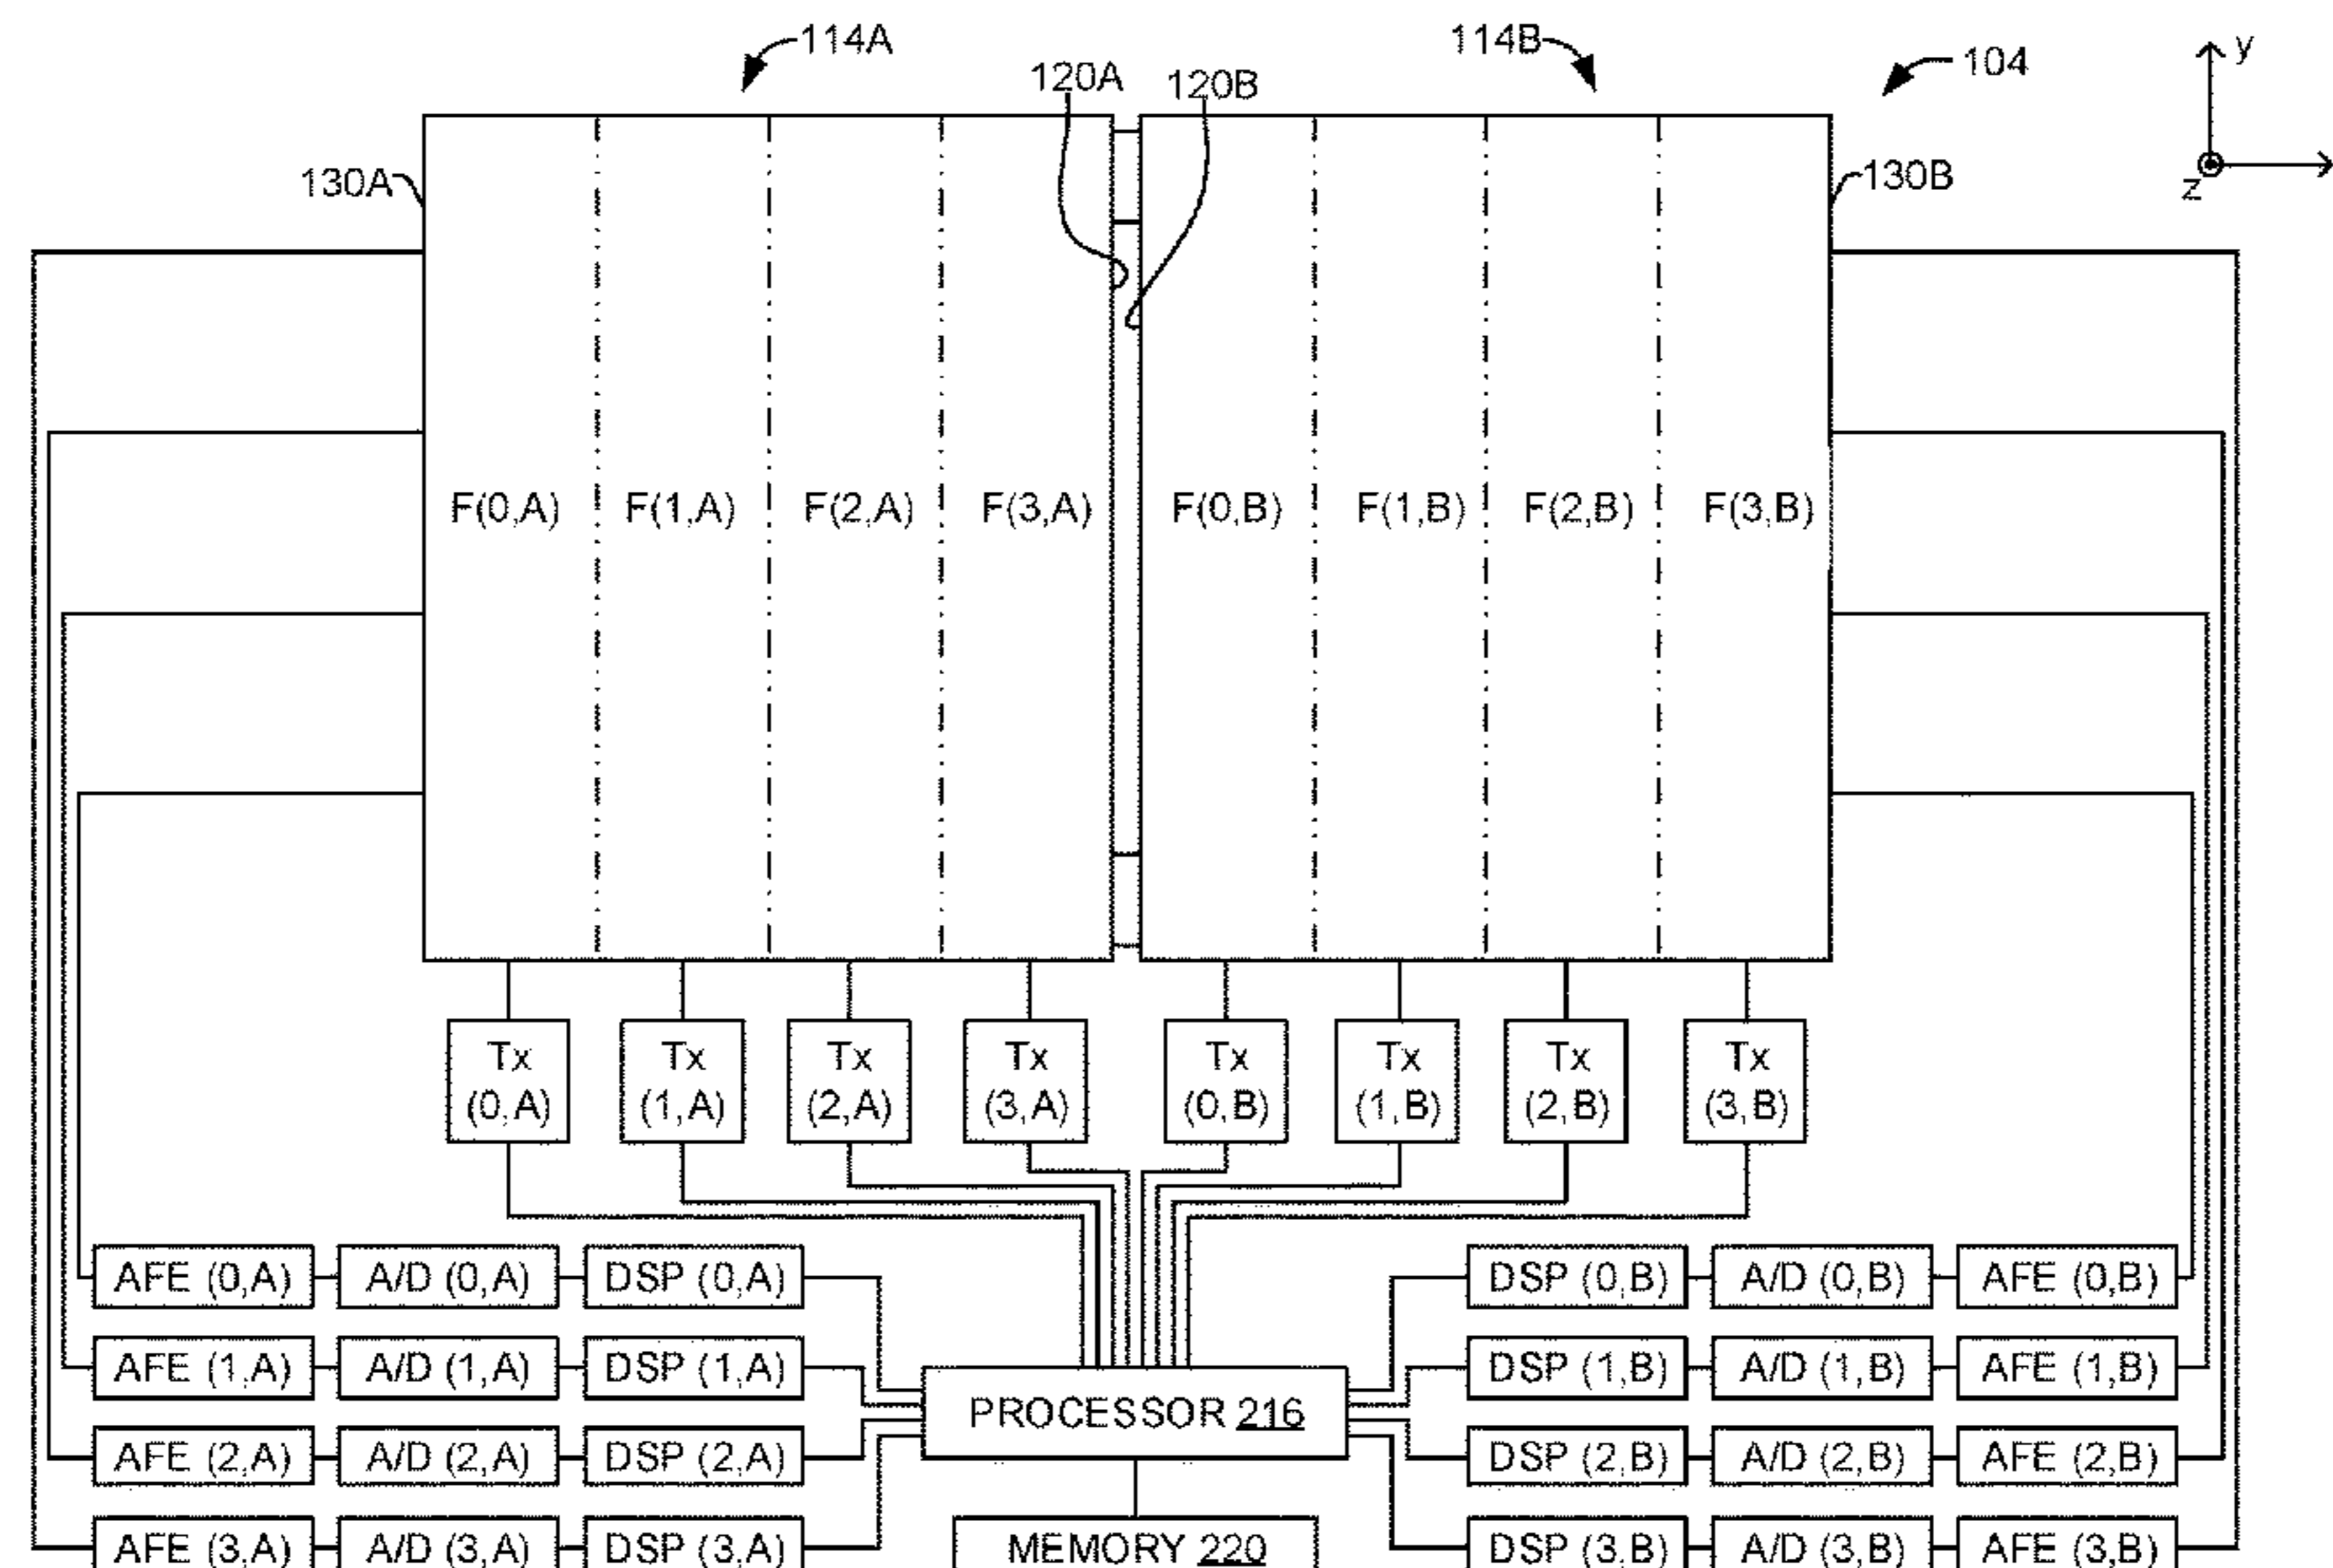 114A
114B
104
y
120A
120B
130A
130B
z
F(0,A)
F(1,A)
F(2,A)
F(3,A)
F(0,B)
F(1,B)
F(2,B)
F(3,B)
Tx
(0,A)
Tx
(1,A)
Tx
(2,A)
Tx
(3,A)
Tx
(0,B)
Tx
(1,B)
Tx
(2,B)
Tx
(3,B)
AFE (0,A)
A/D (0,A)
DSP (0,A)
DSP (0,B)
A/D (0,B)
AFE (0,B)
AFE (1,A)
A/D (1,A)
DSP (1,A)
DSP (1,B)
A/D (1,B)
AFE (1,B)
PROCESSOR 216
AFE (2,A)
A/D (2,A)
DSP (2,A)
DSP (2,B)
A/D (2,B)
AFE (2,B)
AFE (3,A)
A/D (3,A)
DSP (3,A)
MEMORY 220
DSP (3,B)
A/D (3,B)
AFE (3,B)